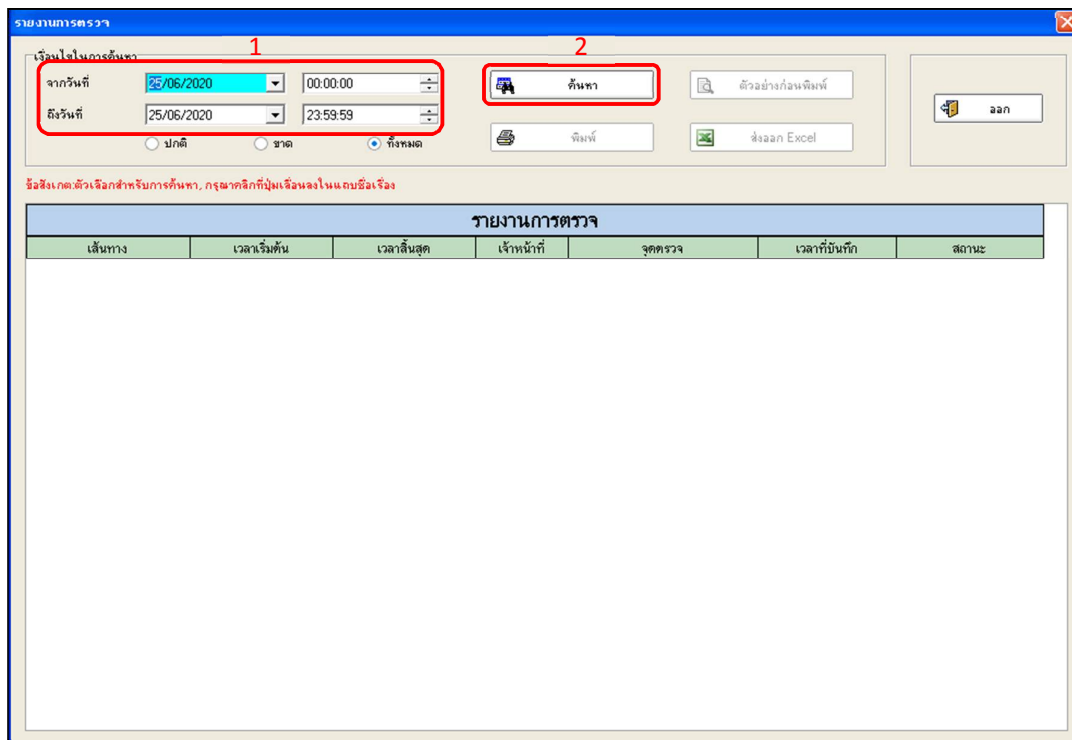 รายงานการตรวจ
1
2
เงื่อนไขในการค้นหา
จากวันที่ 25/06/2020 00:00:00 ค้นหา ตัวอย่างก่อนพิมพ์
ถึงวันที่ 25/06/2020 23:59:59 ออก
ปกติ ขาด ทั้งหมด พิมพ์ ส่งออก Excel
ข้อสังเกต:ตัวเลือกสำหรับการค้นหา, กรุณาคลิกที่ปุ่มเลื่อนลงในแถบชื่อเรื่อง
รายงานการตรวจ
เส้นทาง เวลาเริ่มต้น เวลาสิ้นสุด เจ้าหน้าที่ จุดตรวจ เวลาที่บันทึก สถานะ